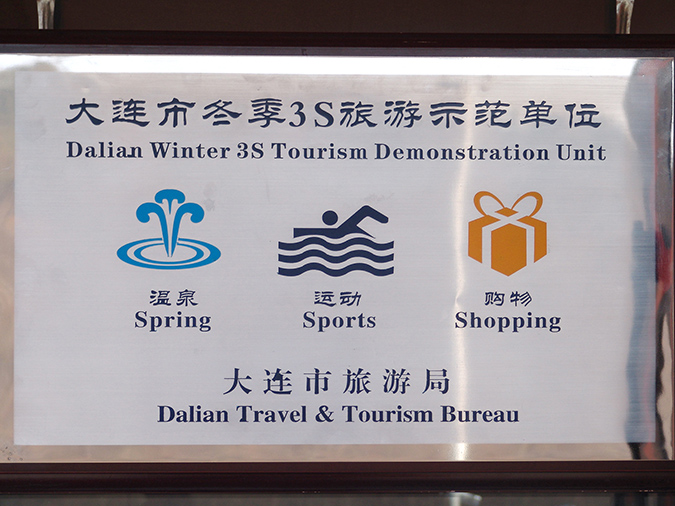 大连市冬季3S旅游示范单位
Dalian Winter 3S Tourism Demonstration Unit
温泉 运动 购物
Spring Sports Shopping
大连市旅游局
Dalian Travel & Tourism Bureau